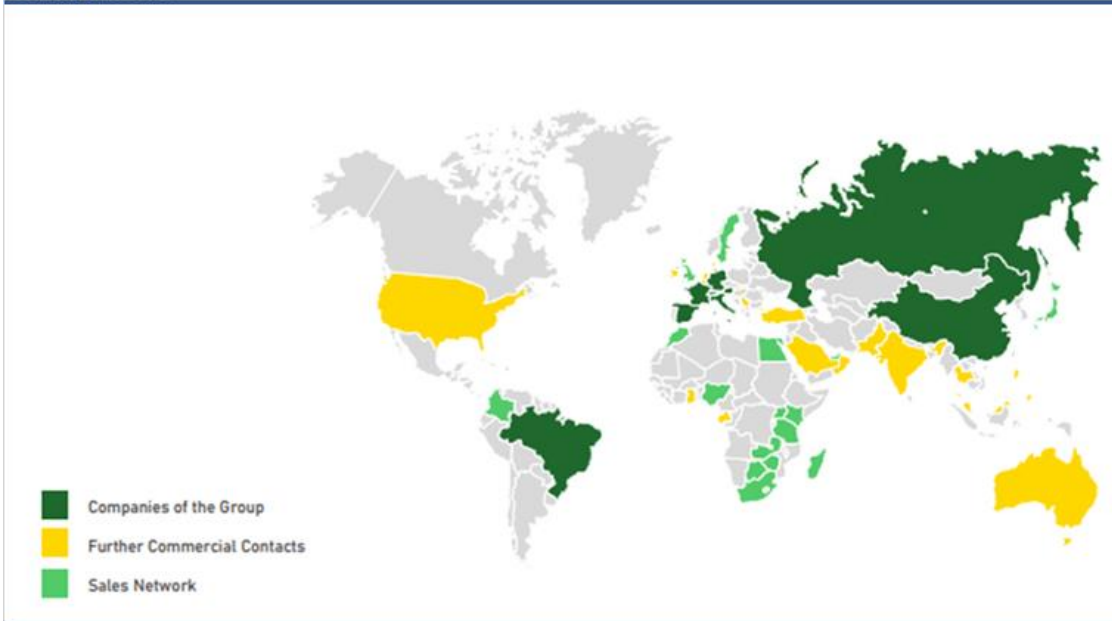 Companies of the Group
Further Commercial Contacts
Sales Network